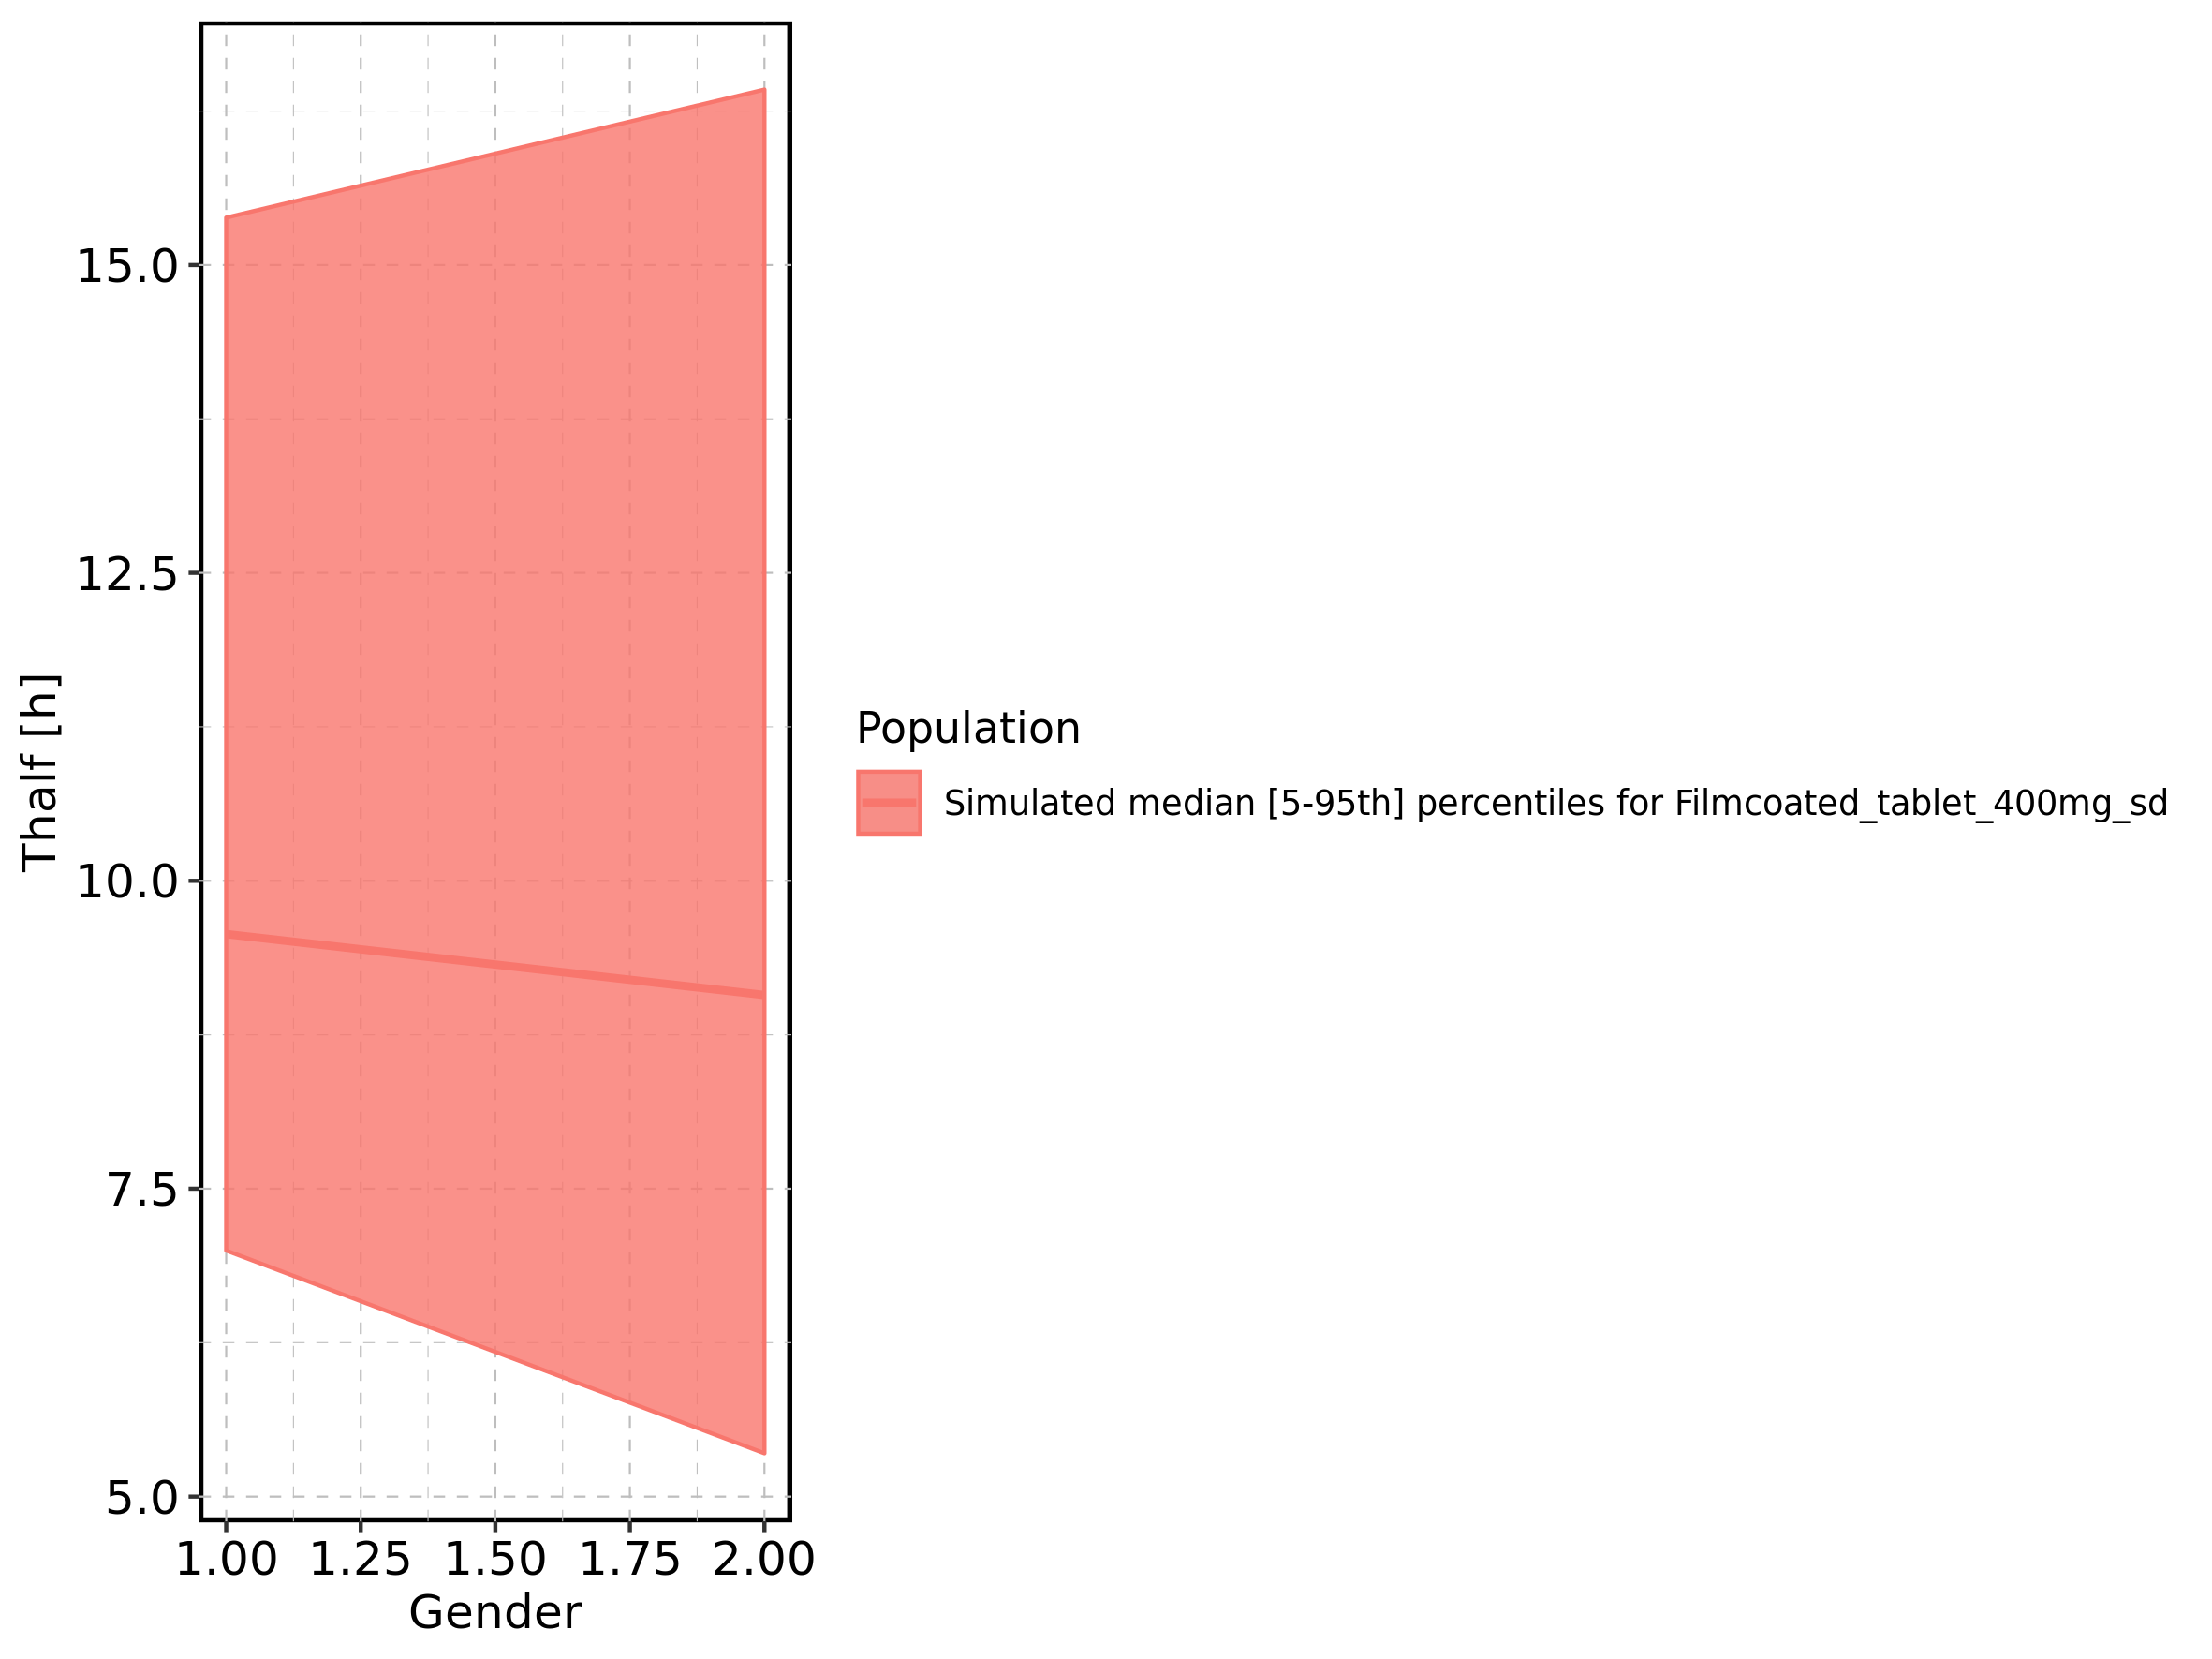 Thalf [h]
15.0
12.5
10.0
7.5
5.0
1.00 1.25 1.50 1.75 2.00
Gender
Population
Simulated median [5-95th] percentiles for Filmcoated_tablet_400mg_sd